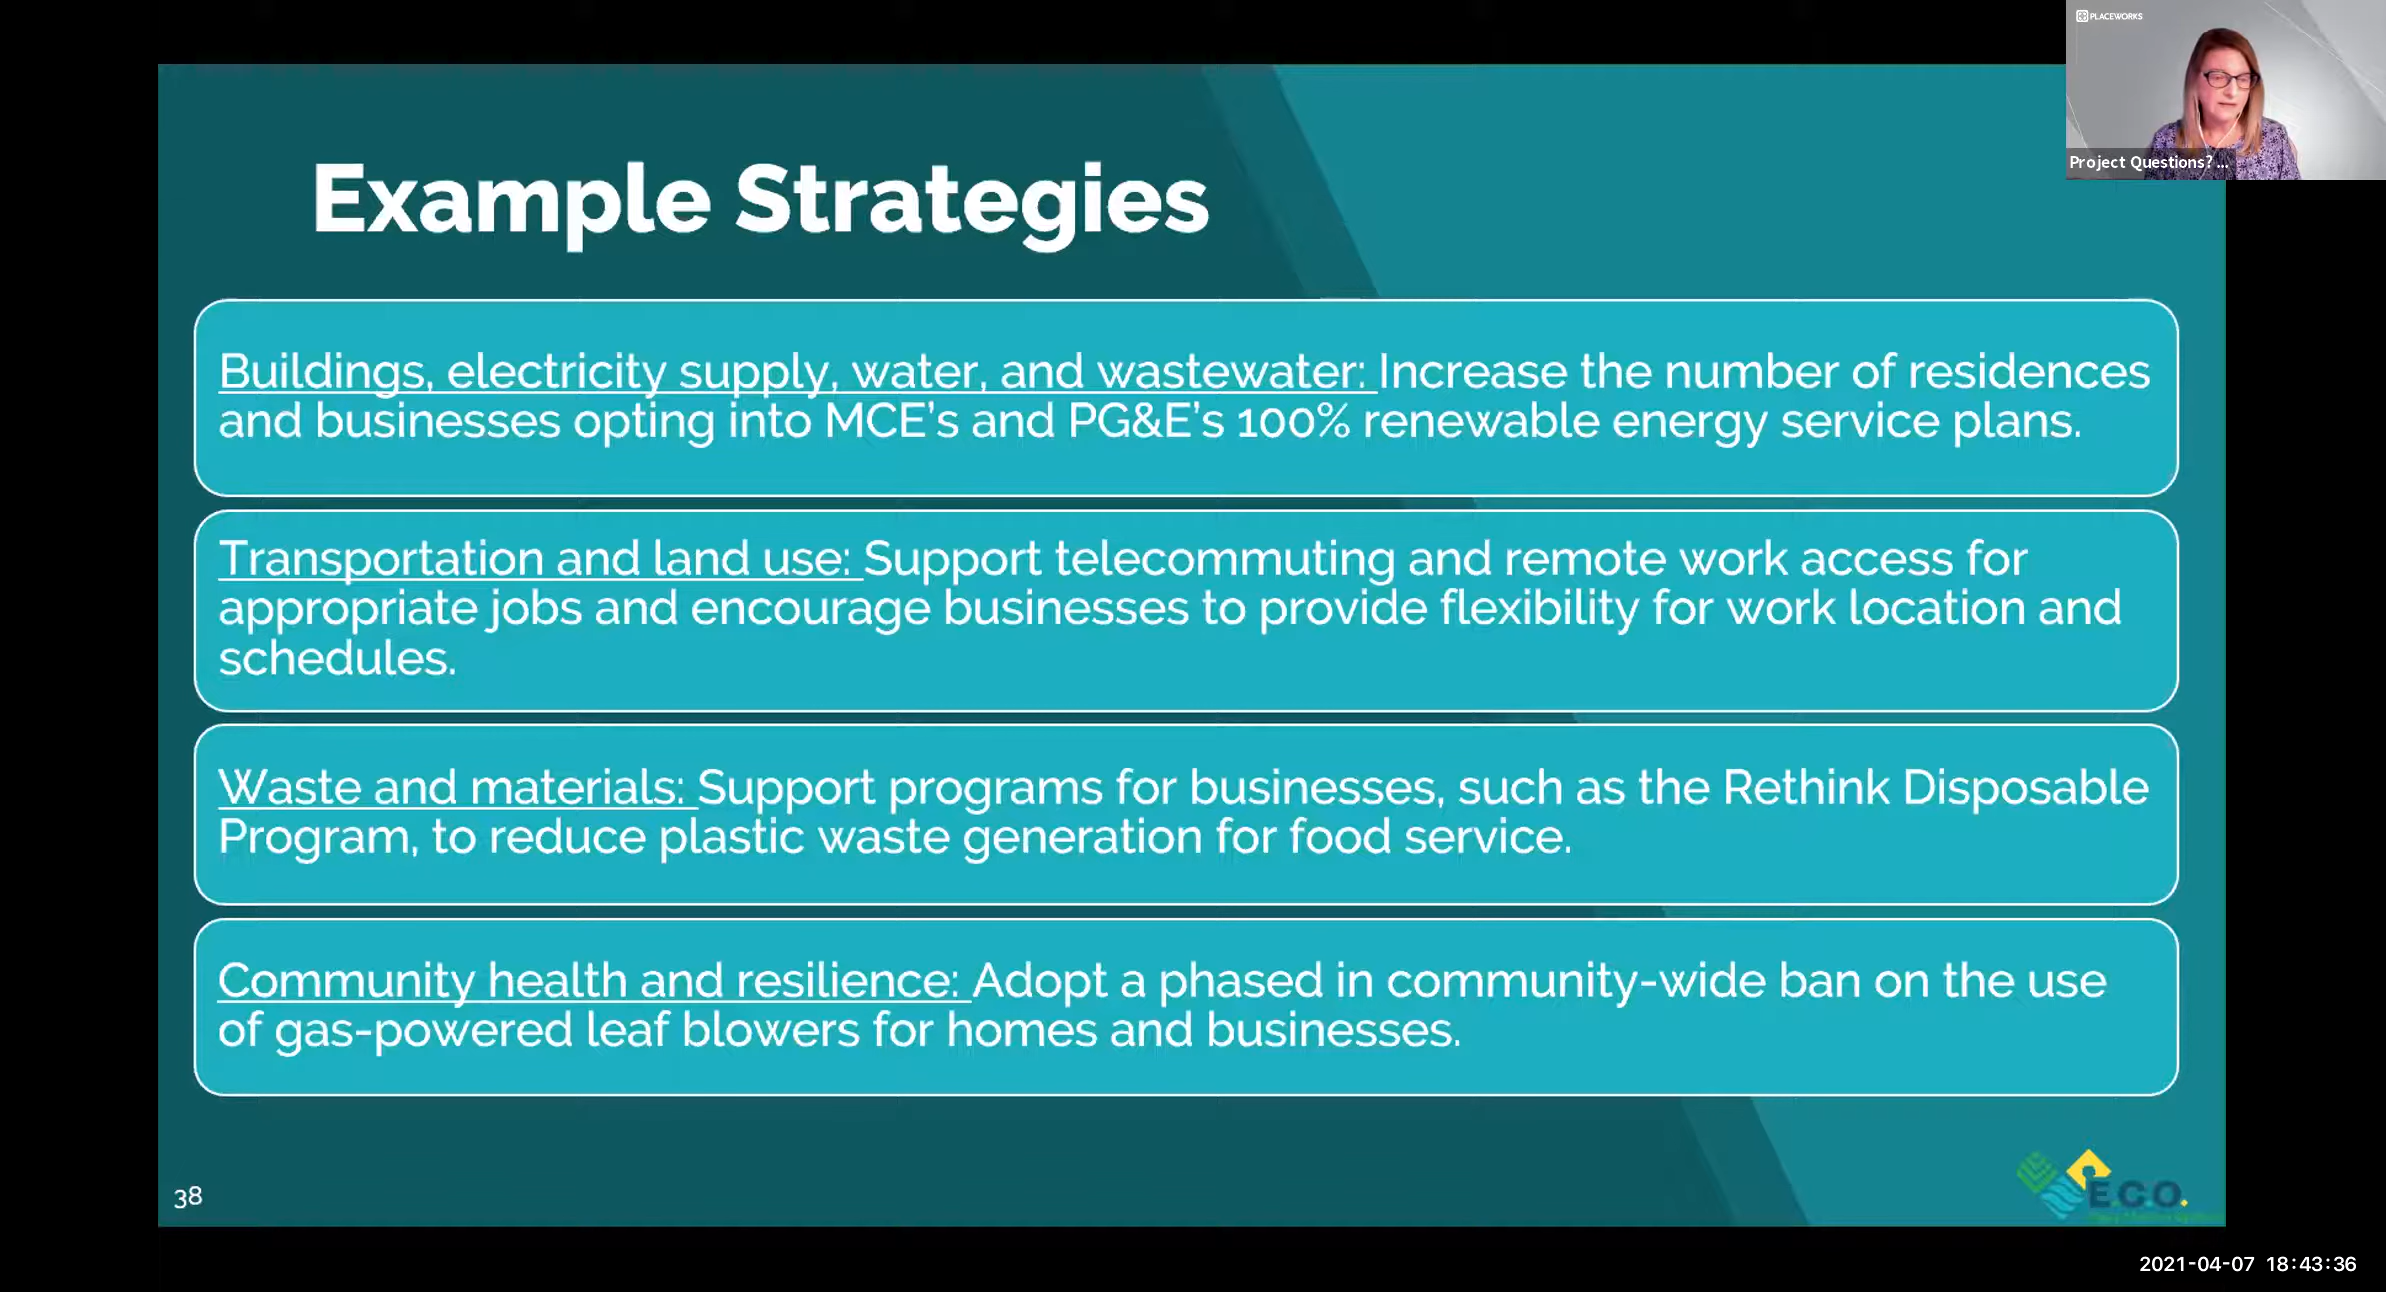 PLACEWORKS
Project Questions? ...
Example Strategies
Buildings, electricity supply, water, and wastewater: Increase the number of residences
and businesses opting into MCE's and PG&E's 100% renewable energy service plans.
Transportation and land use: Support telecommuting and remote work access for
appropriate jobs and encourage businesses to provide flexibility for work location and
schedules.
Waste and materials: Support programs for businesses, such as the Rethink Disposable
Program, to reduce plastic waste generation for food service.
Community health and resilience: Adopt a phased in community-wide ban on the use
of gas-powered leaf blowers for homes and businesses.
38
E.C.O.
2021-04-07 18:43:36